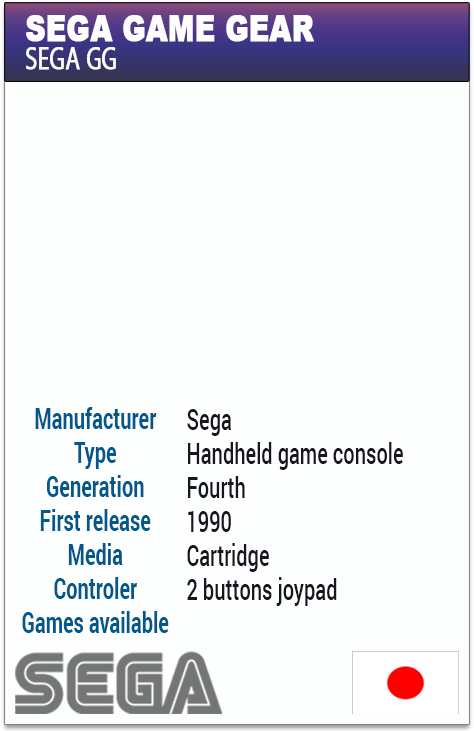 SEGA GAME GEAR
SEGA GG
Manufacturer Sega
Type Handheld game console
Generation Fourth
First release 1990
Media Cartridge
Controler 2 buttons joypad
Games available
SEGA